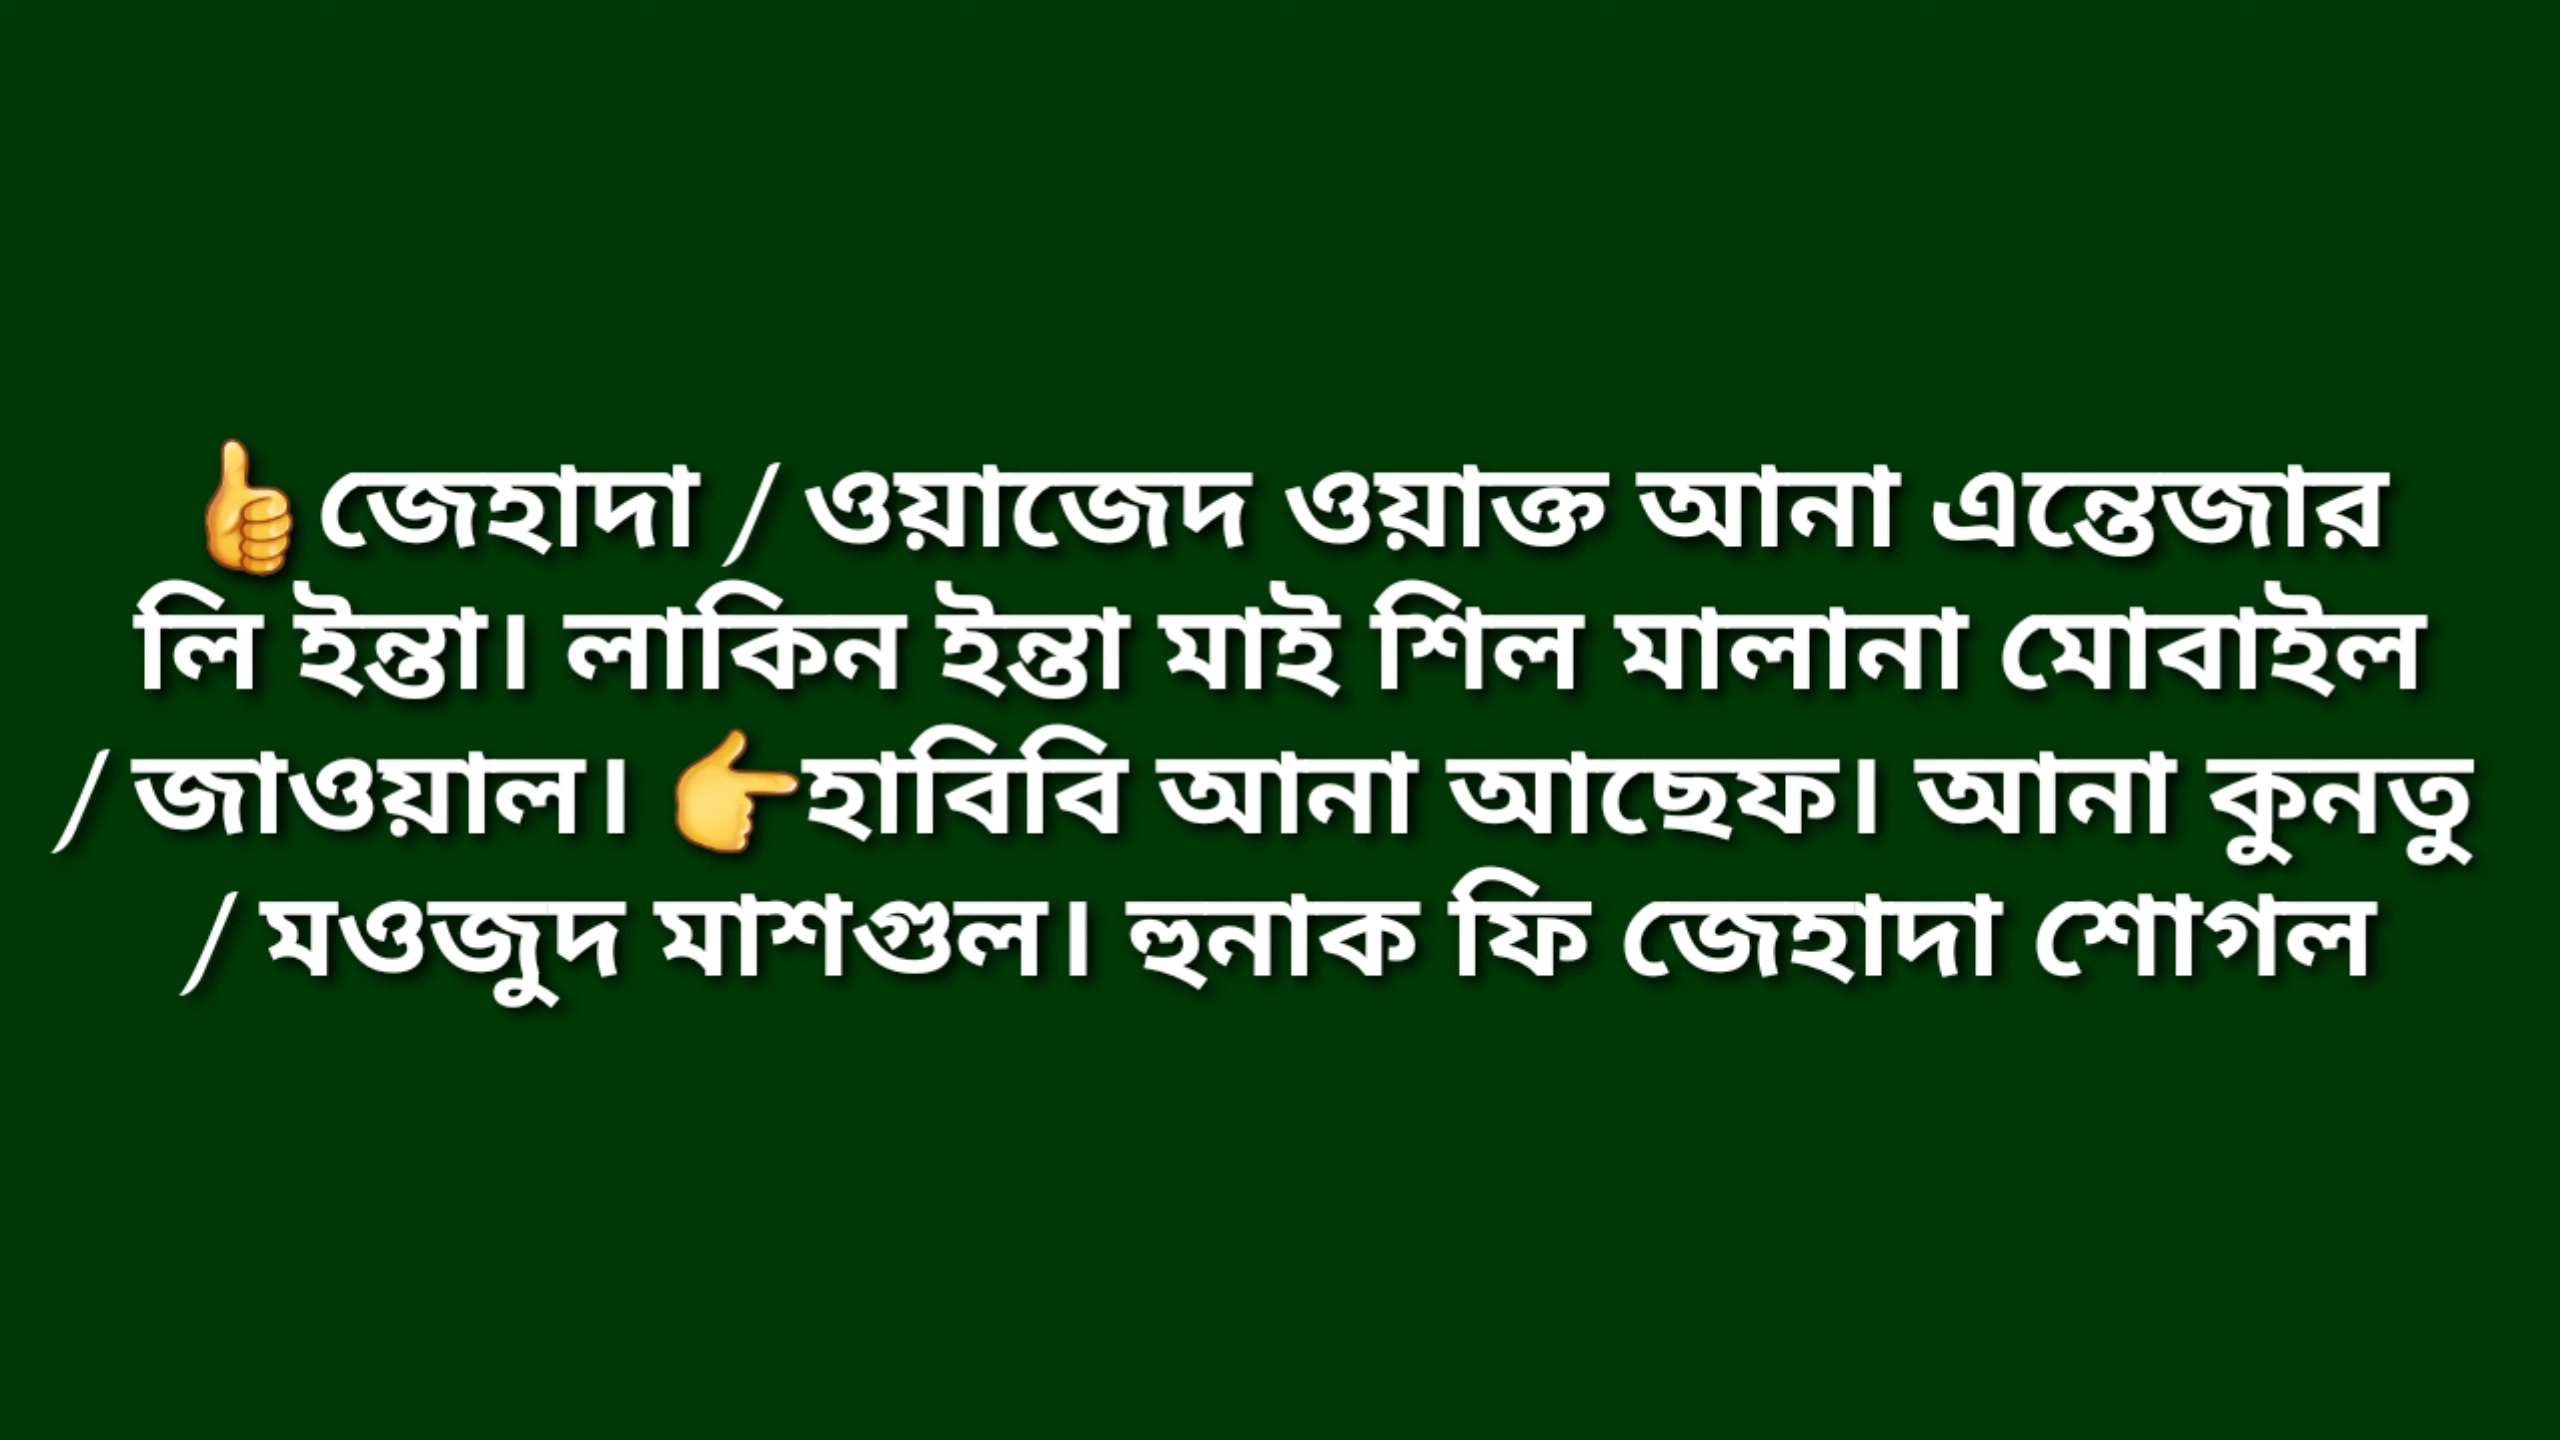 👍জেহাদা / ওয়াজেদ ওয়াক্ত আনা এন্তেজার
লি ইন্তা। লাকিন ইন্তা মাই শিল মালানা মোবাইল
/ জাওয়াল। 👉হাবিবি আনা আছেফ। আনা কুনতু
/ মওজুদ মাশগুল। হুনাক ফি জেহাদা শোগল